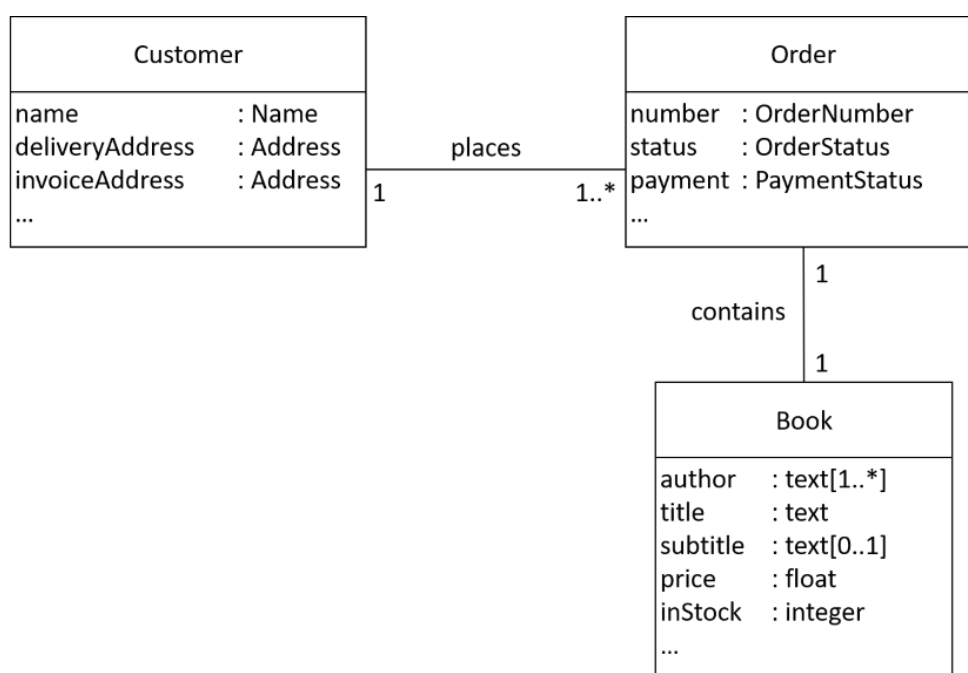 Customer
name : Name
deliveryAddress : Address
invoiceAddress : Address
...
places
1
1..*
Order
number : OrderNumber
status : OrderStatus
payment : PaymentStatus
...
1
contains
1
Book
author : text[1..*]
title : text
subtitle : text[0..1]
price : float
inStock : integer
...